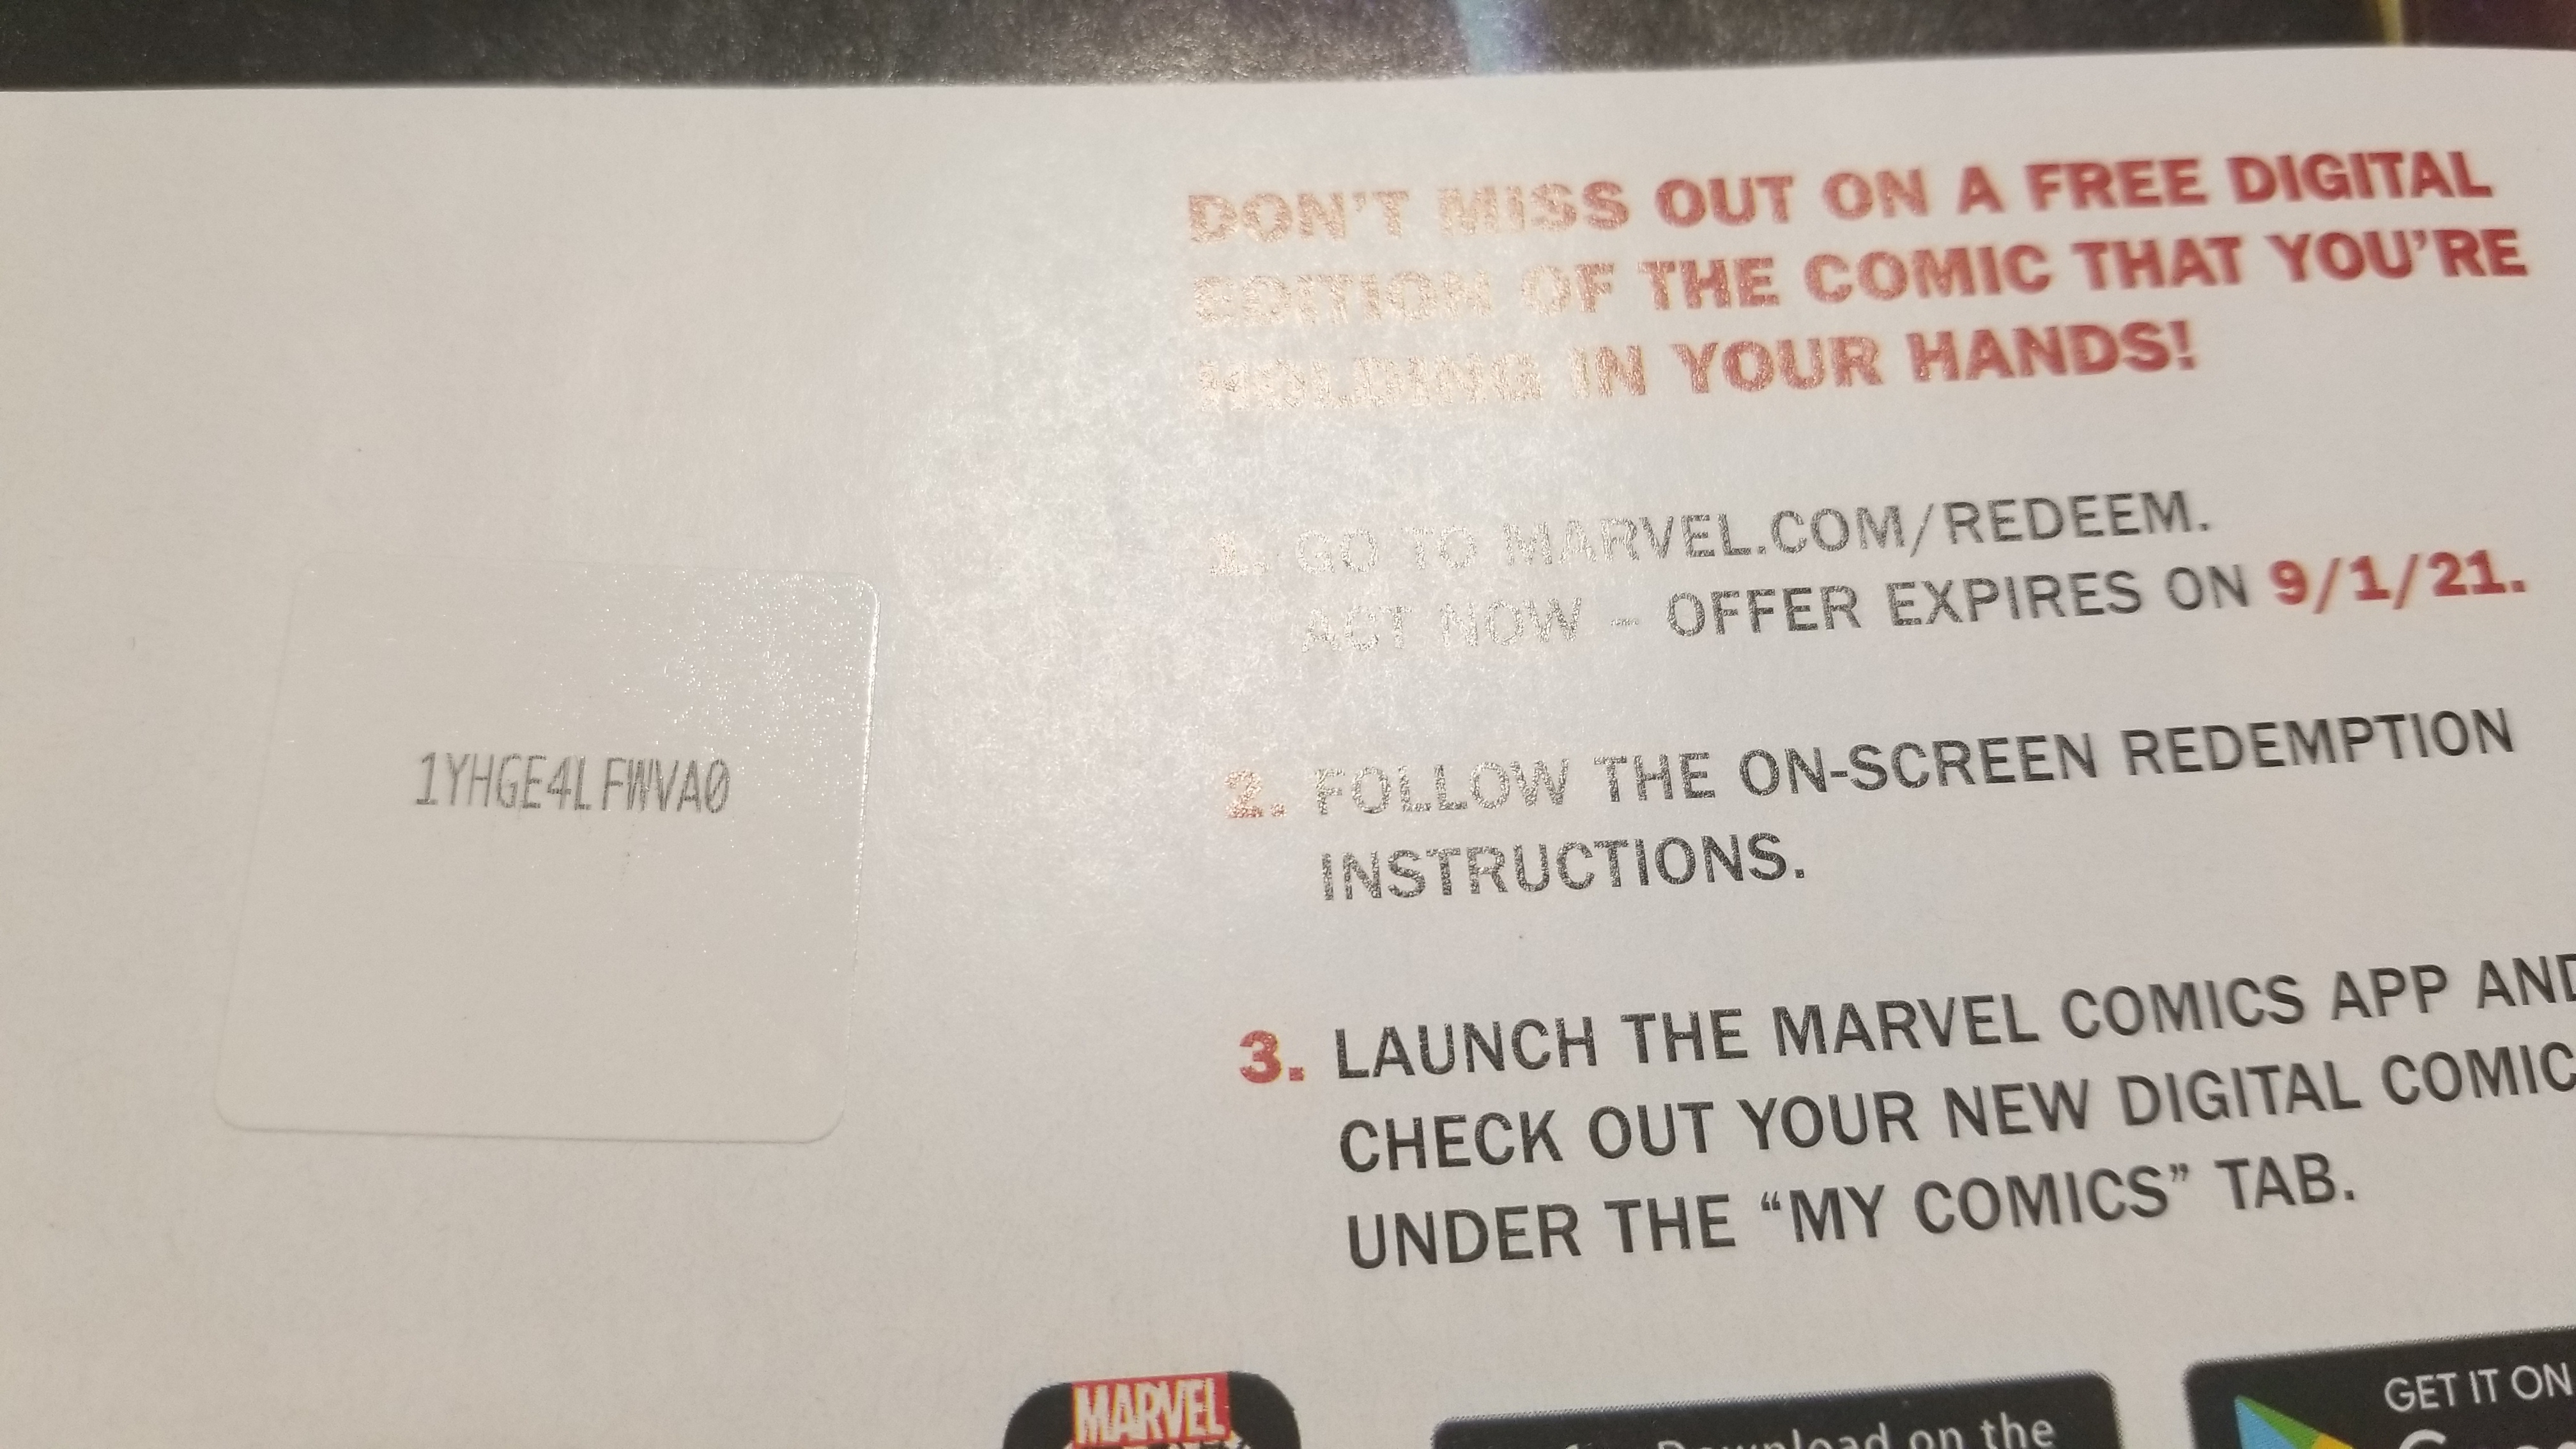 DON'T MISS OUT ON A FREE DIGITAL
EDITION OF THE COMIC THAT YOU'RE
HOLDING IN YOUR HANDS!
1. GO TO MARVEL.COM/REDEEM.
ACT NOW – OFFER EXPIRES ON 9/1/21.
1YHGE4LFWVA0
2. FOLLOW THE ON-SCREEN REDEMPTION
INSTRUCTIONS.
3. LAUNCH THE MARVEL COMICS APP AND
CHECK OUT YOUR NEW DIGITAL COMIC
UNDER THE “MY COMICS” TAB.
MARVEL
Download on the
GET IT ON